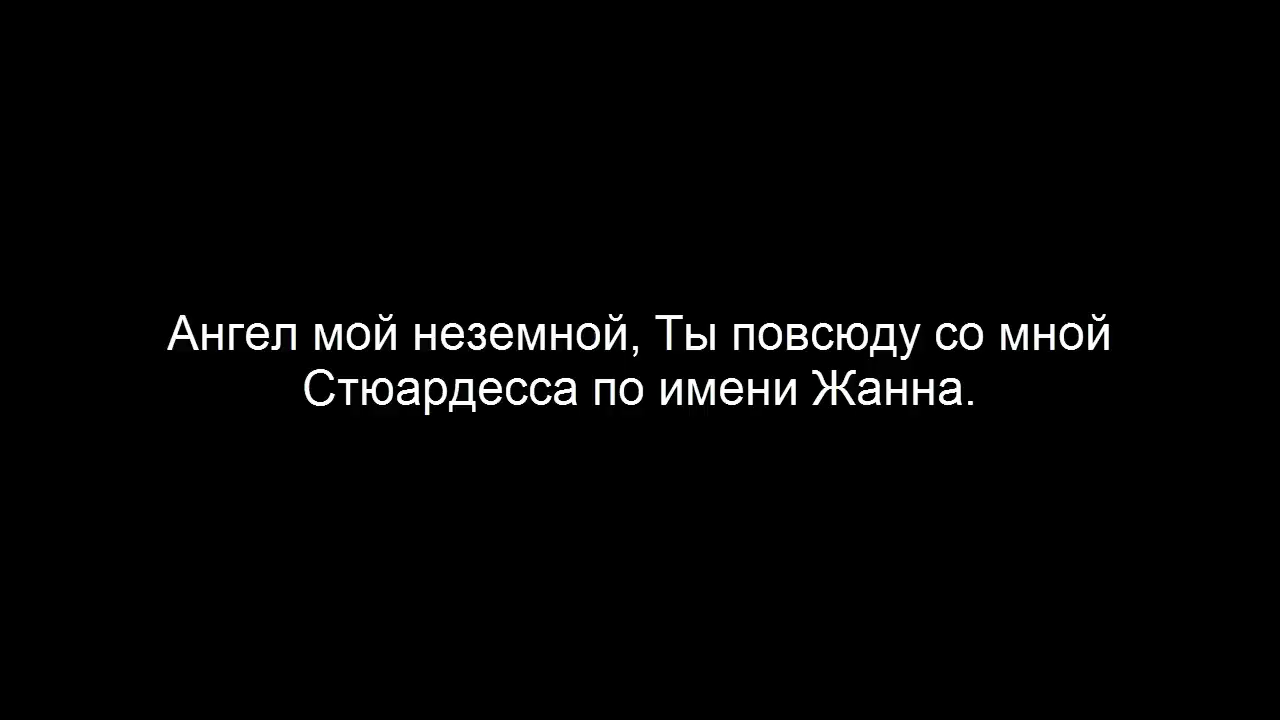 Ангел мой неземной, Ты повсюду со мной
Стюардесса по имени Жанна.